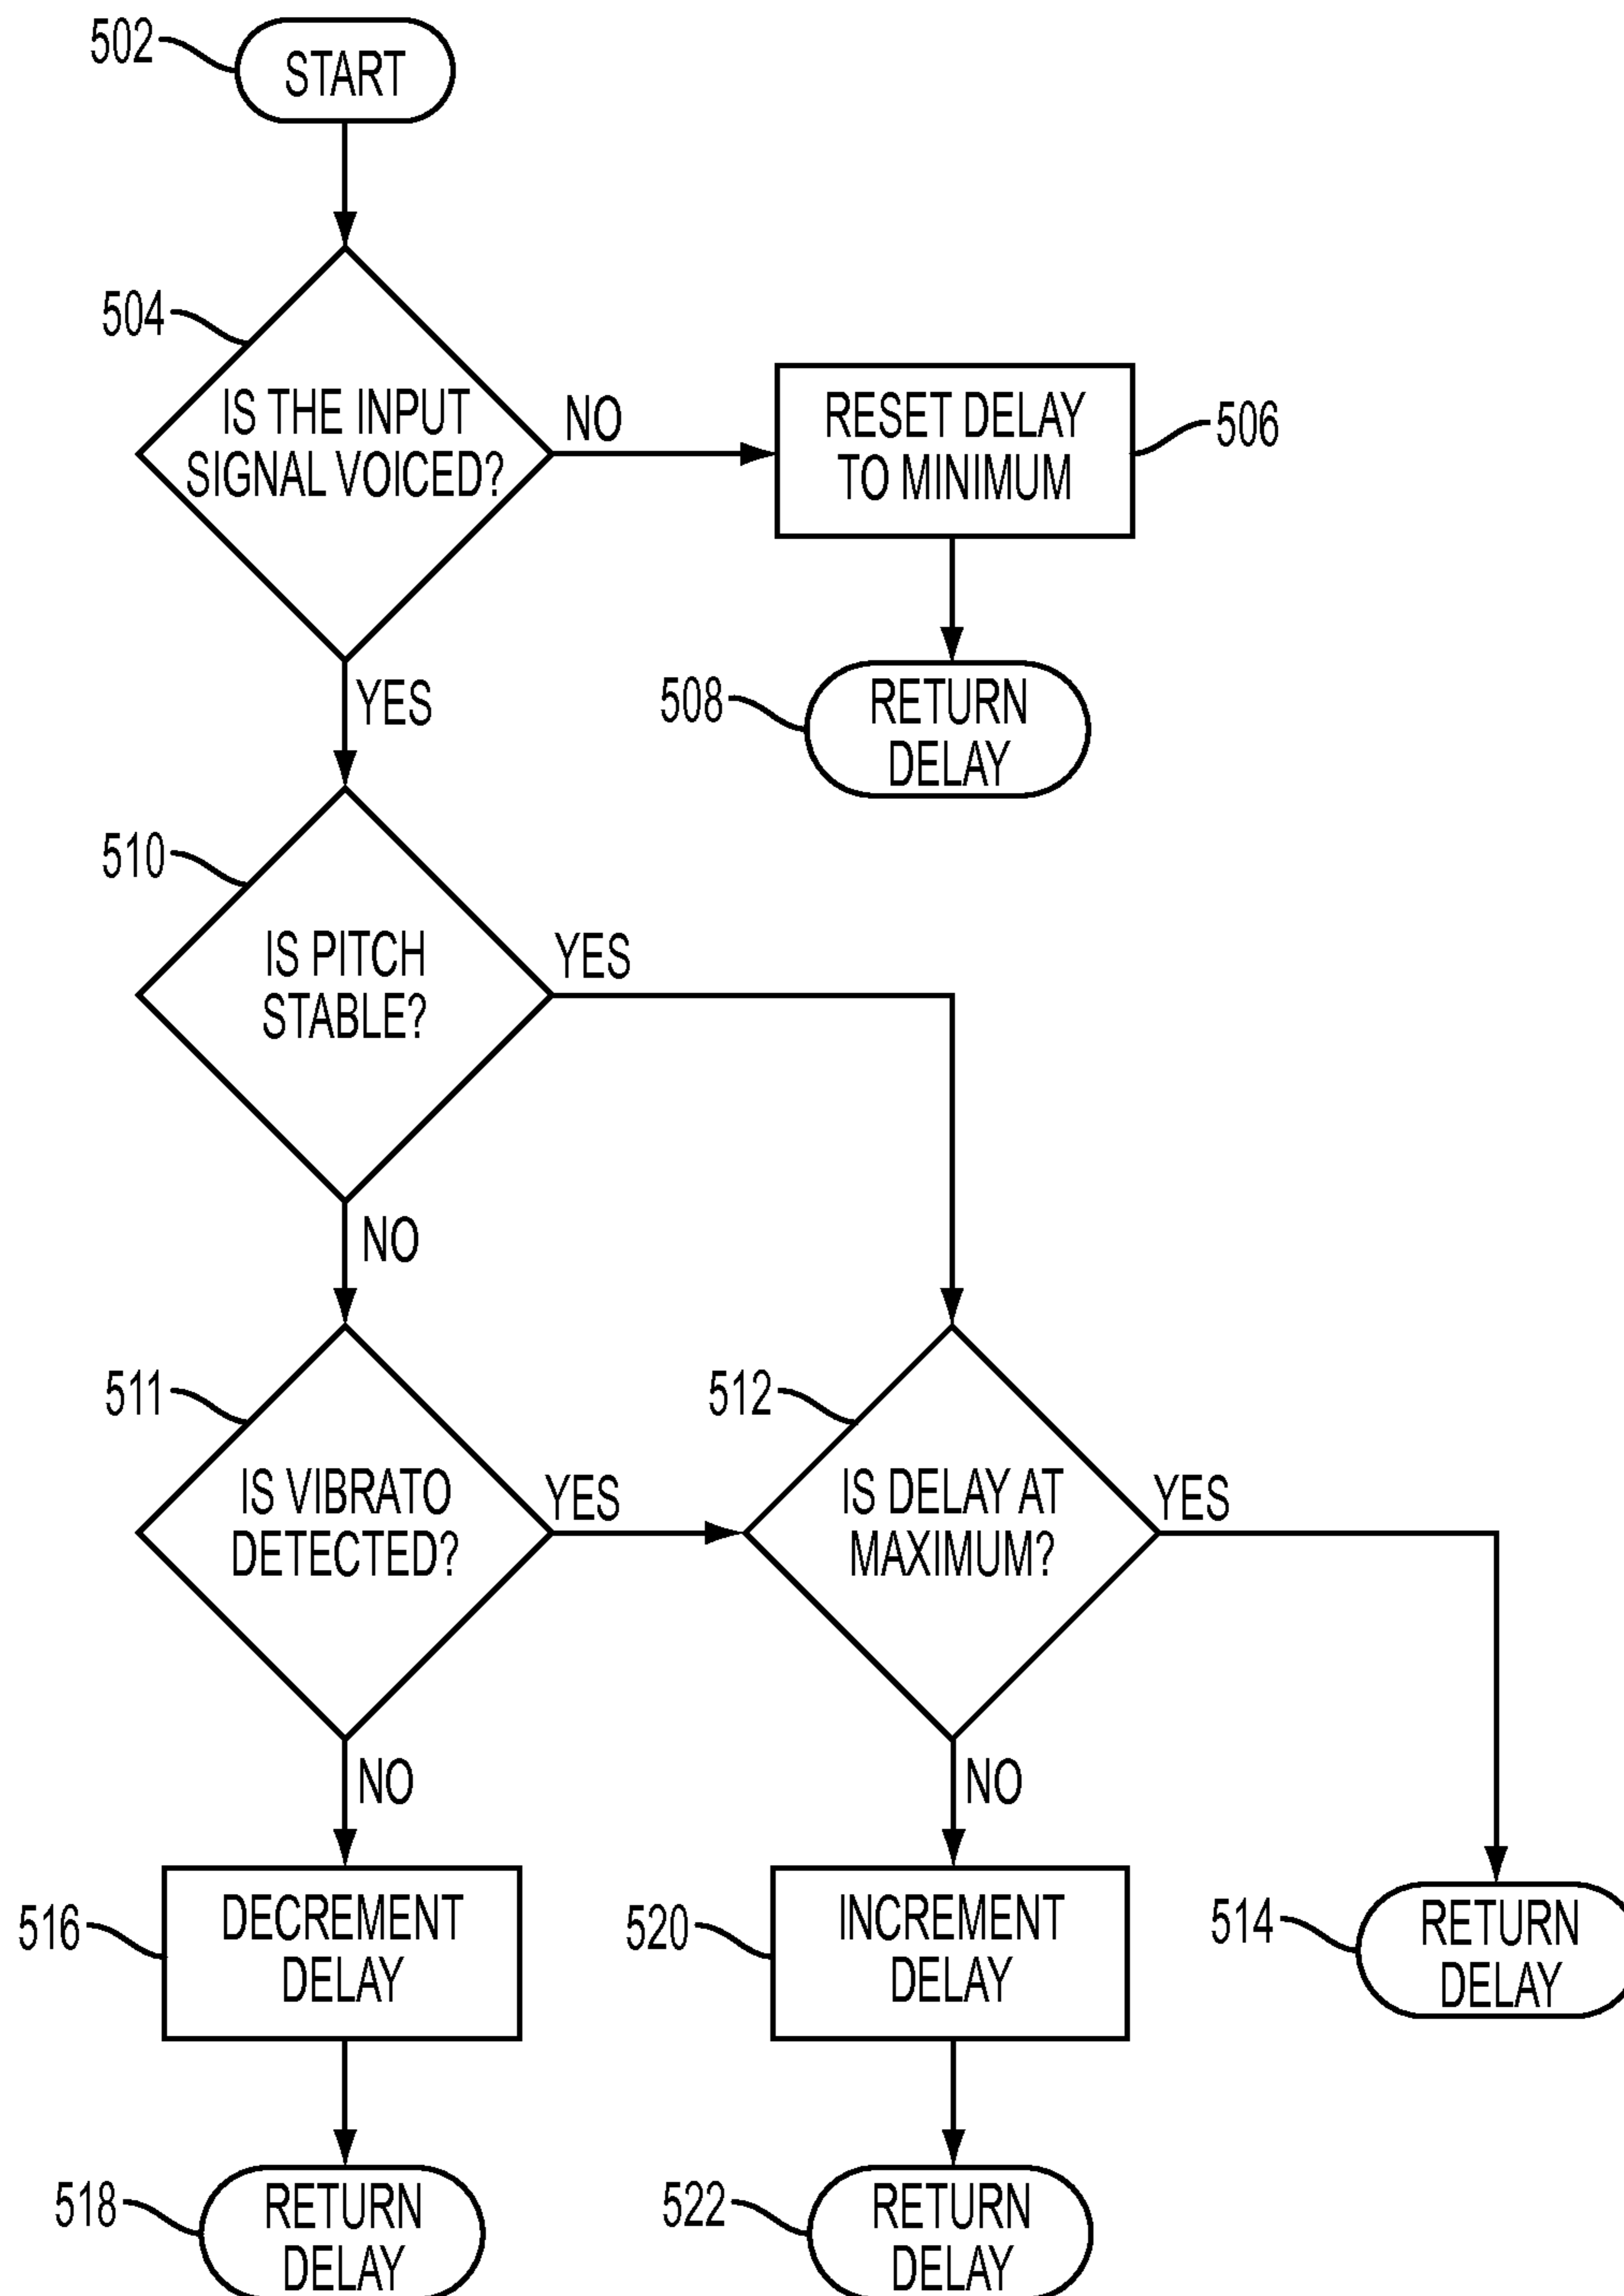 502
START
504
IS THE INPUT
SIGNAL VOICED?
NO
RESET DELAY
TO MINIMUM
506
YES
508
RETURN
DELAY
510
IS PITCH
STABLE?
YES
NO
511
IS VIBRATO
DETECTED?
YES
512
IS DELAY AT
MAXIMUM?
YES
NO
NO
516
DECREMENT
DELAY
520
INCREMENT
DELAY
514
RETURN
DELAY
518
RETURN
DELAY
522
RETURN
DELAY